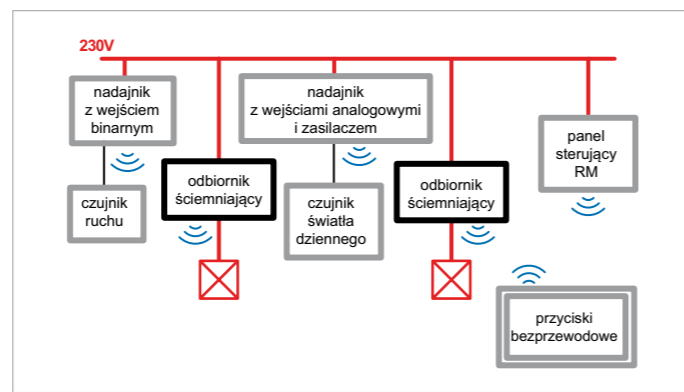 230V
nadajnik
z wejściem
binarnym
nadajnik
z wejściami analogowymi
i zasilaczem
panel
sterujący
RM
czujnik
ruchu
odbiornik
ściemniający
czujnik
światła
dziennego
odbiornik
ściemniający
przyciski
bezprzewodowe